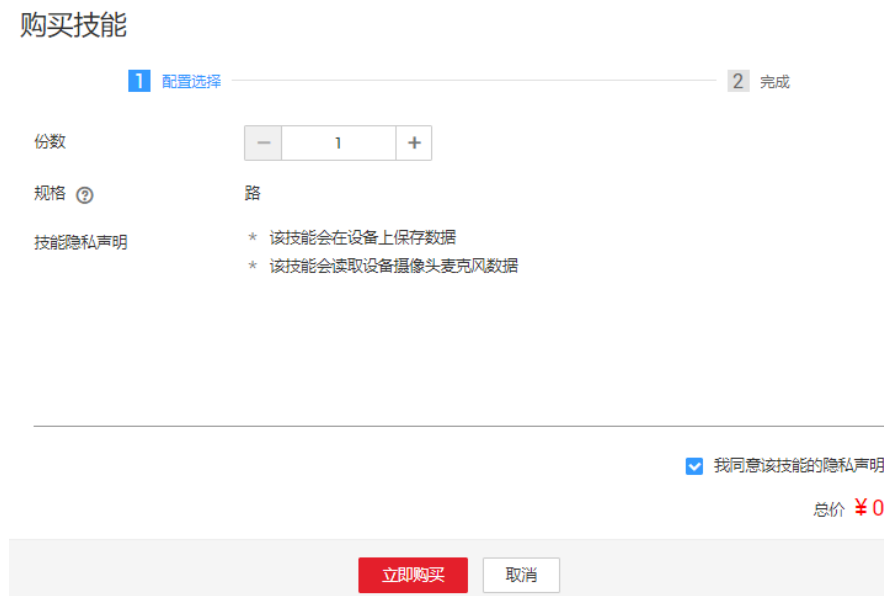 购买技能
1 配置选择 2 完成
份数 − 1 +
规格 ? 路
技能隐私声明 * 该技能会在设备上保存数据
* 该技能会读取设备摄像头麦克风数据
我同意该技能的隐私声明
总价 ¥0
立即购买 取消